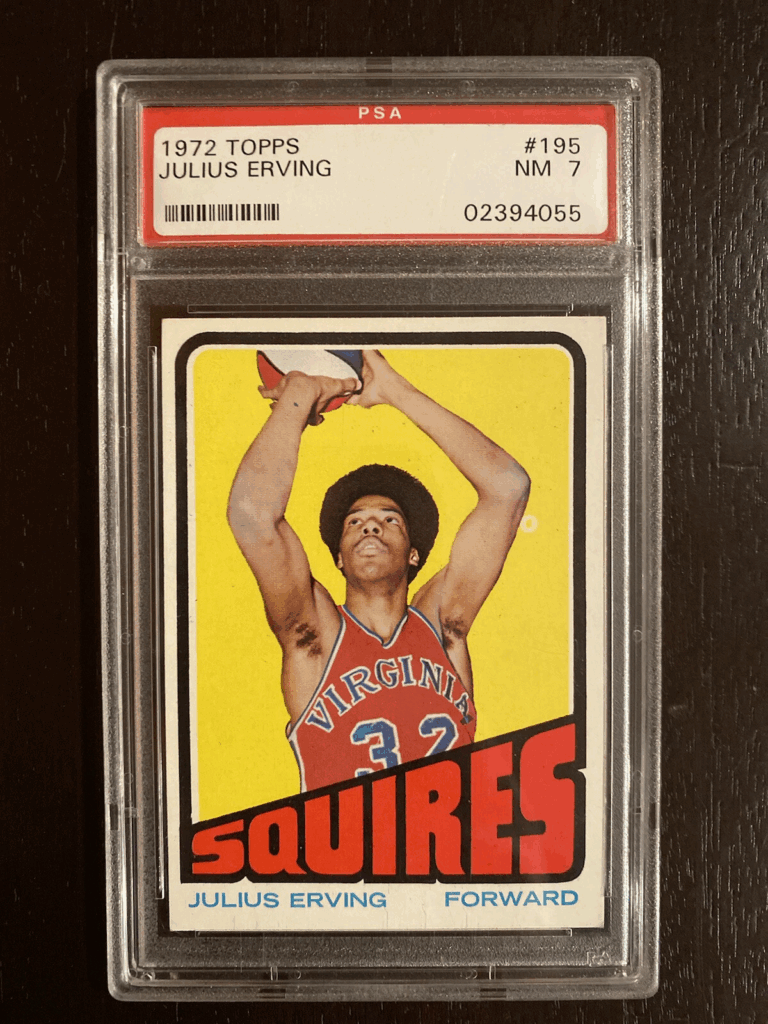 PSA
1972 TOPPS #195
JULIUS ERVING NM 7
02394055
VIRGINIA
32
SQUIRES
JULIUS ERVING FORWARD